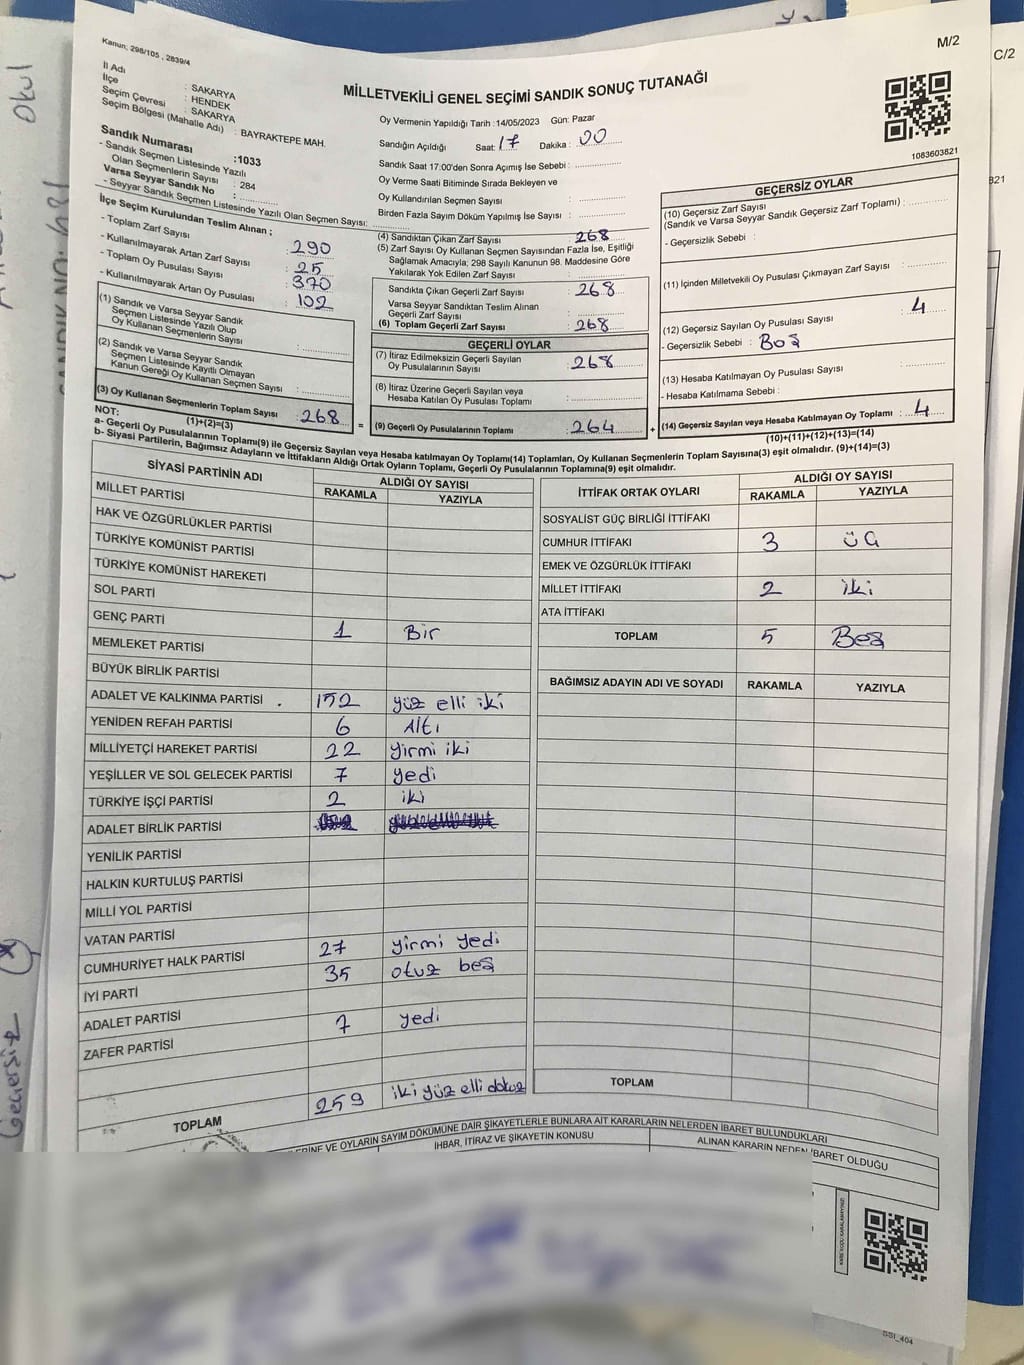 Kanun; 298/105 , 2839/4
M/2
C/2
MİLLETVEKİLİ GENEL SEÇİMİ SANDIK SONUÇ TUTANAĞI
İl Adı : SAKARYA
İlçe : HENDEK
Seçim Çevresi : SAKARYA
Seçim Bölgesi (Mahalle Adı) : BAYRAKTEPE MAH.
Sandık Numarası :1033
- Sandık Seçmen Listesinde Yazılı Olan Seçmenlerin Sayısı : 284
Varsa Seyyar Sandık No :
- Seyyar Sandık Seçmen Listesinde Yazılı Olan Seçmen Sayısı:
İlçe Seçim Kurulundan Teslim Alınan ;
- Toplam Zarf Sayısı : 290
- Kullanılmayarak Artan Zarf Sayısı : 25
- Toplam Oy Pusulası Sayısı : 370
- Kullanılmayarak Artan Oy Pusulası : 102
(1) Sandık ve Varsa Seyyar Sandık
Seçmen Listesinde Yazılı Olup
Oy Kullanan Seçmenlerin Sayısı :
(2) Sandık ve Varsa Seyyar Sandık
Seçmen Listesinde Kayıtlı Olmayan
Kanun Gereği Oy Kullanan Seçmen Sayısı :
(3) Oy Kullanan Seçmenlerin Toplam Sayısı : 268
(1)+(2)=(3)
Oy Vermenin Yapıldığı Tarih :14/05/2023 Gün: Pazar
Sandığın Açıldığı Saat: 17 Dakika : 00
Sandık Saat 17:00'den Sonra Açımış İse Sebebi :
Oy Verme Saati Bitiminde Sırada Bekleyen ve
Oy Kullandırılan Seçmen Sayısı :
Birden Fazla Sayım Döküm Yapılmış İse Sayısı :
(4) Sandıktan Çıkan Zarf Sayısı : 268
(5) Zarf Sayısı Oy Kullanan Seçmen Sayısından Fazla İse, Eşitliği
Sağlamak Amacıyla; 298 Sayılı Kanunun 98. Maddesine Göre
Yakılarak Yok Edilen Zarf Sayısı :
Sandıkta Çıkan Geçerli Zarf Sayısı : 268
Varsa Seyyar Sandıktan Teslim Alınan
Geçerli Zarf Sayısı :
(6) Toplam Geçerli Zarf Sayısı : 268
GEÇERLİ OYLAR
(7) İtiraz Edilmeksizin Geçerli Sayılan
Oy Pusulalarının Sayısı : 268
(8) İtiraz Üzerine Geçerli Sayılan veya
Hesaba Katılan Oy Pusulası Toplamı :
= (9) Geçerli Oy Pusulalarının Toplamı : 264 +
1083603821
GEÇERSİZ OYLAR
(10) Geçersiz Zarf Sayısı
(Sandık ve Varsa Seyyar Sandık Geçersiz Zarf Toplamı) :
- Geçersizlik Sebebi :
(11) İçinden Milletvekili Oy Pusulası Çıkmayan Zarf Sayısı :
(12) Geçersiz Sayılan Oy Pusulası Sayısı : 4
- Geçersizlik Sebebi : Boş
(13) Hesaba Katılmayan Oy Pusulası Sayısı :
- Hesaba Katılmama Sebebi :
(14) Geçersiz Sayılan veya Hesaba Katılmayan Oy Toplamı : 4
(10)+(11)+(12)+(13)=(14)
NOT:
a- Geçerli Oy Pusulalarının Toplamı(9) ile Geçersiz Sayılan veya Hesaba katılmayan Oy Toplamı(14) Toplamları, Oy Kullanan Seçmenlerin Toplam Sayısına(3) eşit olmalıdır. (9)+(14)=(3)
b- Siyasi Partilerin, Bağımsız Adayların ve İttifakların Aldığı Ortak Oyların Toplamı, Geçerli Oy Pusulalarının Toplamına(9) eşit olmalıdır.
SİYASİ PARTİNİN ADI ALDIĞI OY SAYISI
RAKAMLA YAZIYLA
MİLLET PARTİSİ
HAK VE ÖZGÜRLÜKLER PARTİSİ
TÜRKİYE KOMÜNİST PARTİSİ
TÜRKİYE KOMÜNİST HAREKETİ
SOL PARTİ
GENÇ PARTİ
1 Bir
MEMLEKET PARTİSİ
BÜYÜK BİRLİK PARTİSİ
ADALET VE KALKINMA PARTİSİ 152 yüz elli iki
YENİDEN REFAH PARTİSİ 6 Altı
MİLLİYETÇİ HAREKET PARTİSİ 22 yirmi iki
YEŞİLLER VE SOL GELECEK PARTİSİ 7 yedi
TÜRKİYE İŞÇİ PARTİSİ 2 iki
ADALET BİRLİK PARTİSİ
YENİLİK PARTİSİ
HALKIN KURTULUŞ PARTİSİ
MİLLİ YOL PARTİSİ
VATAN PARTİSİ
CUMHURİYET HALK PARTİSİ 27 yirmi yedi
İYİ PARTİ 35 otuz beş
ADALET PARTİSİ
ZAFER PARTİSİ 7 yedi
TOPLAM 259 iki yüz elli dokuz
İTTİFAK ORTAK OYLARI ALDIĞI OY SAYISI
RAKAMLA YAZIYLA
SOSYALİST GÜÇ BİRLİĞİ İTTİFAKI
CUMHUR İTTİFAKI 3 üç
EMEK VE ÖZGÜRLÜK İTTİFAKI
MİLLET İTTİFAKI 2 iki
ATA İTTİFAKI
TOPLAM 5 Beş
BAĞIMSIZ ADAYIN ADI VE SOYADI RAKAMLA YAZIYLA
TOPLAM
VE OYLARIN SAYIM DÖKÜMÜNE DAİR ŞİKAYETLERLE BUNLARA AİT KARARLARIN NELERDEN İBARET BULUNDUKLARI
İHBAR, İTİRAZ VE ŞİKAYETİN KONUSU ALINAN KARARIN NEDEN İBARET OLDUĞU
SSI_404
Okul
Geçersiz
821